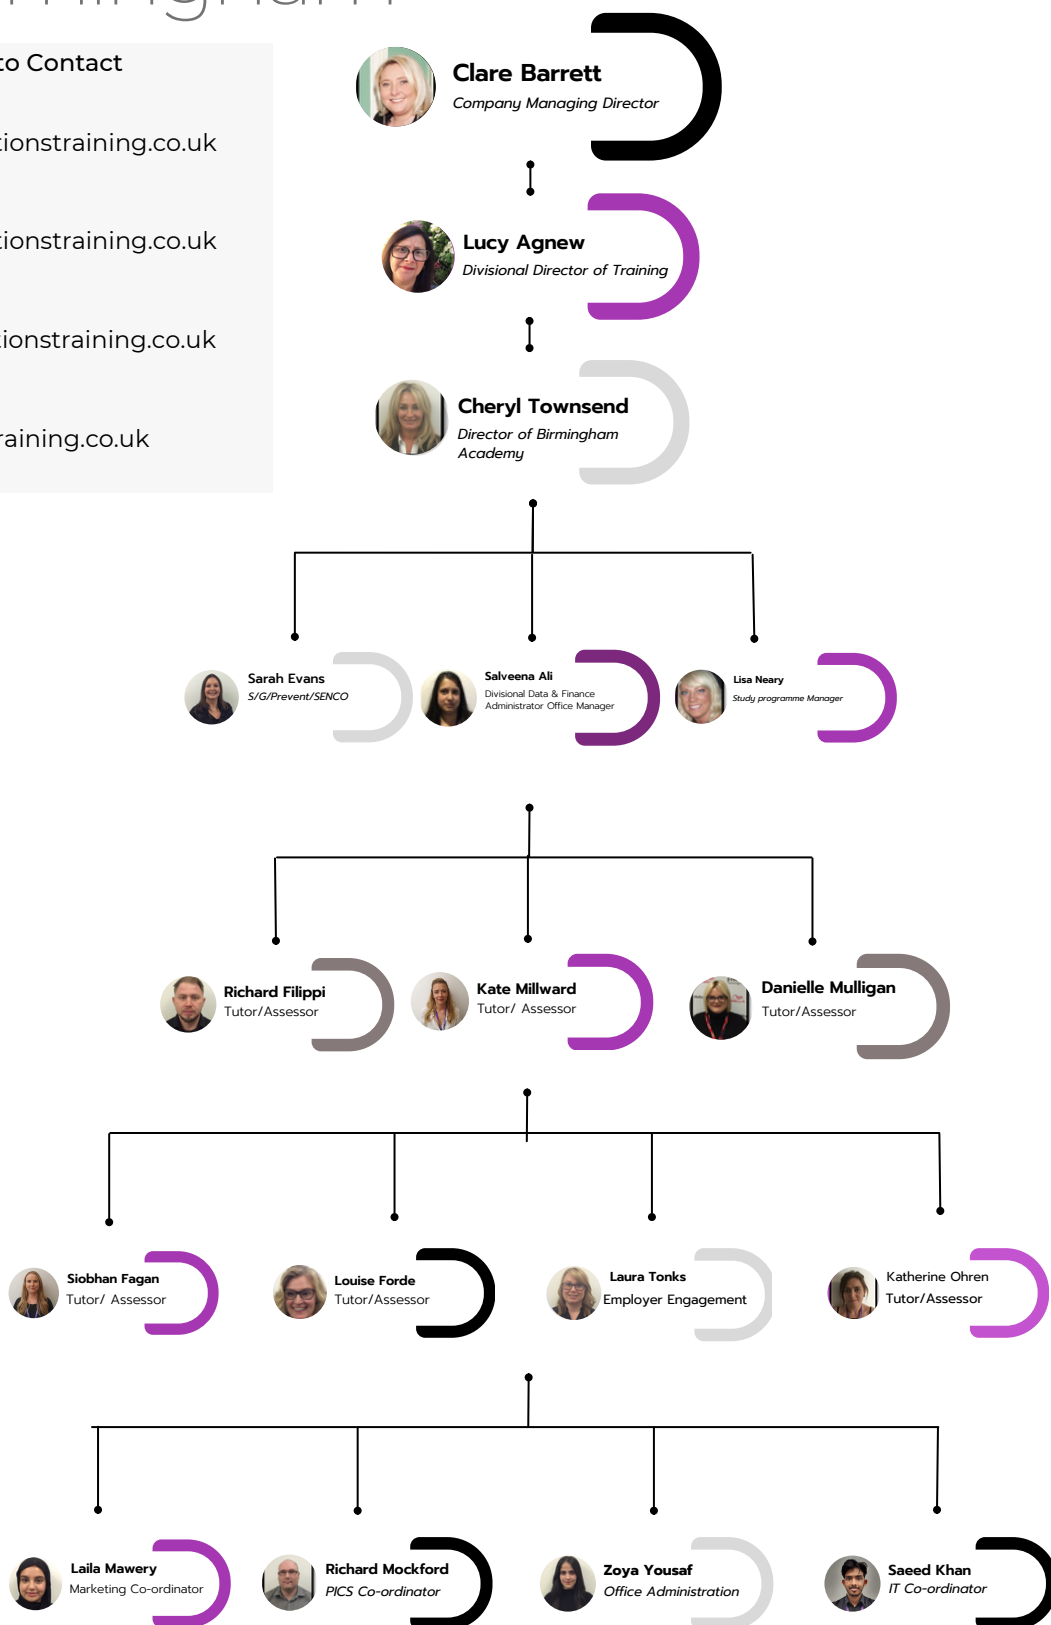 to Contact
tionstraining.co.uk
tionstraining.co.uk
tionstraining.co.uk
raining.co.uk
Clare Barrett
Company Managing Director
Lucy Agnew
Divisional Director of Training
Cheryl Townsend
Director of Birmingham
Academy
Sarah Evans
S/G/Prevent/SENCO
Salveena Ali
Divisional Data & Finance
Administrator Office Manager
Lisa Neary
Study programme Manager
Richard Filippi
Tutor/Assessor
Kate Millward
Tutor/ Assessor
Danielle Mulligan
Tutor/Assessor
Siobhan Fagan
Tutor/ Assessor
Louise Forde
Tutor/Assessor
Laura Tonks
Employer Engagement
Katherine Ohren
Tutor/Assessor
Laila Mawery
Marketing Co-ordinator
Richard Mockford
PICS Co-ordinator
Zoya Yousaf
Office Administration
Saeed Khan
IT Co-ordinator